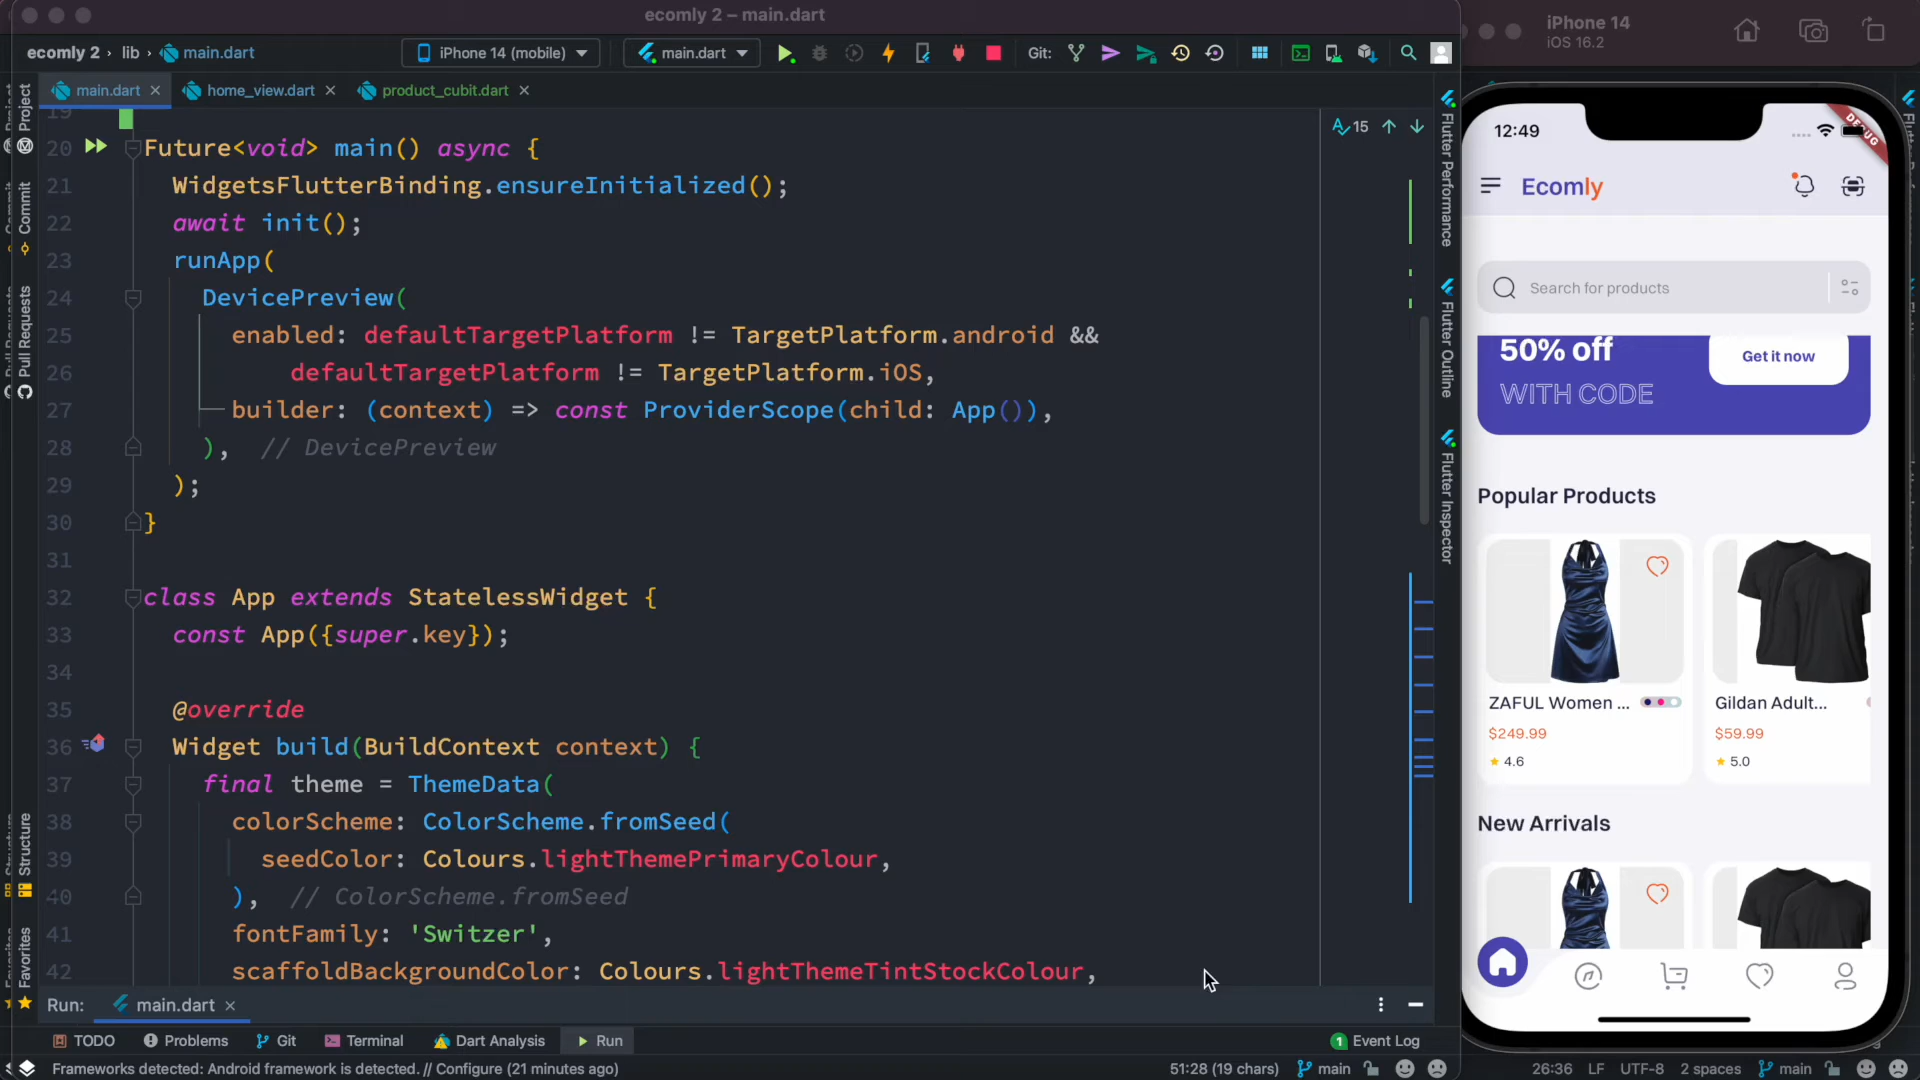 ecomly 2 – main.dart
ecomly 2 › lib › main.dart
iPhone 14 (mobile)
main.dart
Git:
main.dart
home_view.dart
product_cubit.dart
15
19
20 Future<void> main() async {
21 WidgetsFlutterBinding.ensureInitialized();
22 await init();
23 runApp(
24 DevicePreview(
25 enabled: defaultTargetPlatform != TargetPlatform.android &&
26 defaultTargetPlatform != TargetPlatform.iOS,
27 builder: (context) => const ProviderScope(child: App()),
28 ), // DevicePreview
29 );
30 }
31
32 class App extends StatelessWidget {
33 const App({super.key});
34
35 @override
36 Widget build(BuildContext context) {
37 final theme = ThemeData(
38 colorScheme: ColorScheme.fromSeed(
39 seedColor: Colours.lightThemePrimaryColour,
40 ), // ColorScheme.fromSeed
41 fontFamily: 'Switzer',
42 scaffoldBackgroundColor: Colours.lightThemeTintStockColour,
Project
Commit
Pull Requests
Structure
Favorites
Flutter Performance
Flutter Outline
Flutter Inspector
Run:
main.dart
TODO
Problems
Git
Terminal
Dart Analysis
Run
1 Event Log
Frameworks detected: Android framework is detected. // Configure (21 minutes ago)
51:28 (19 chars)
main
iPhone 14
iOS 16.2
12:49
DEBUG
Ecomly
Search for products
50% off
Get it now
WITH CODE
Popular Products
ZAFUL Women ...
$249.99
4.6
Gildan Adult...
$59.99
5.0
New Arrivals
26:36 LF UTF-8 2 spaces main